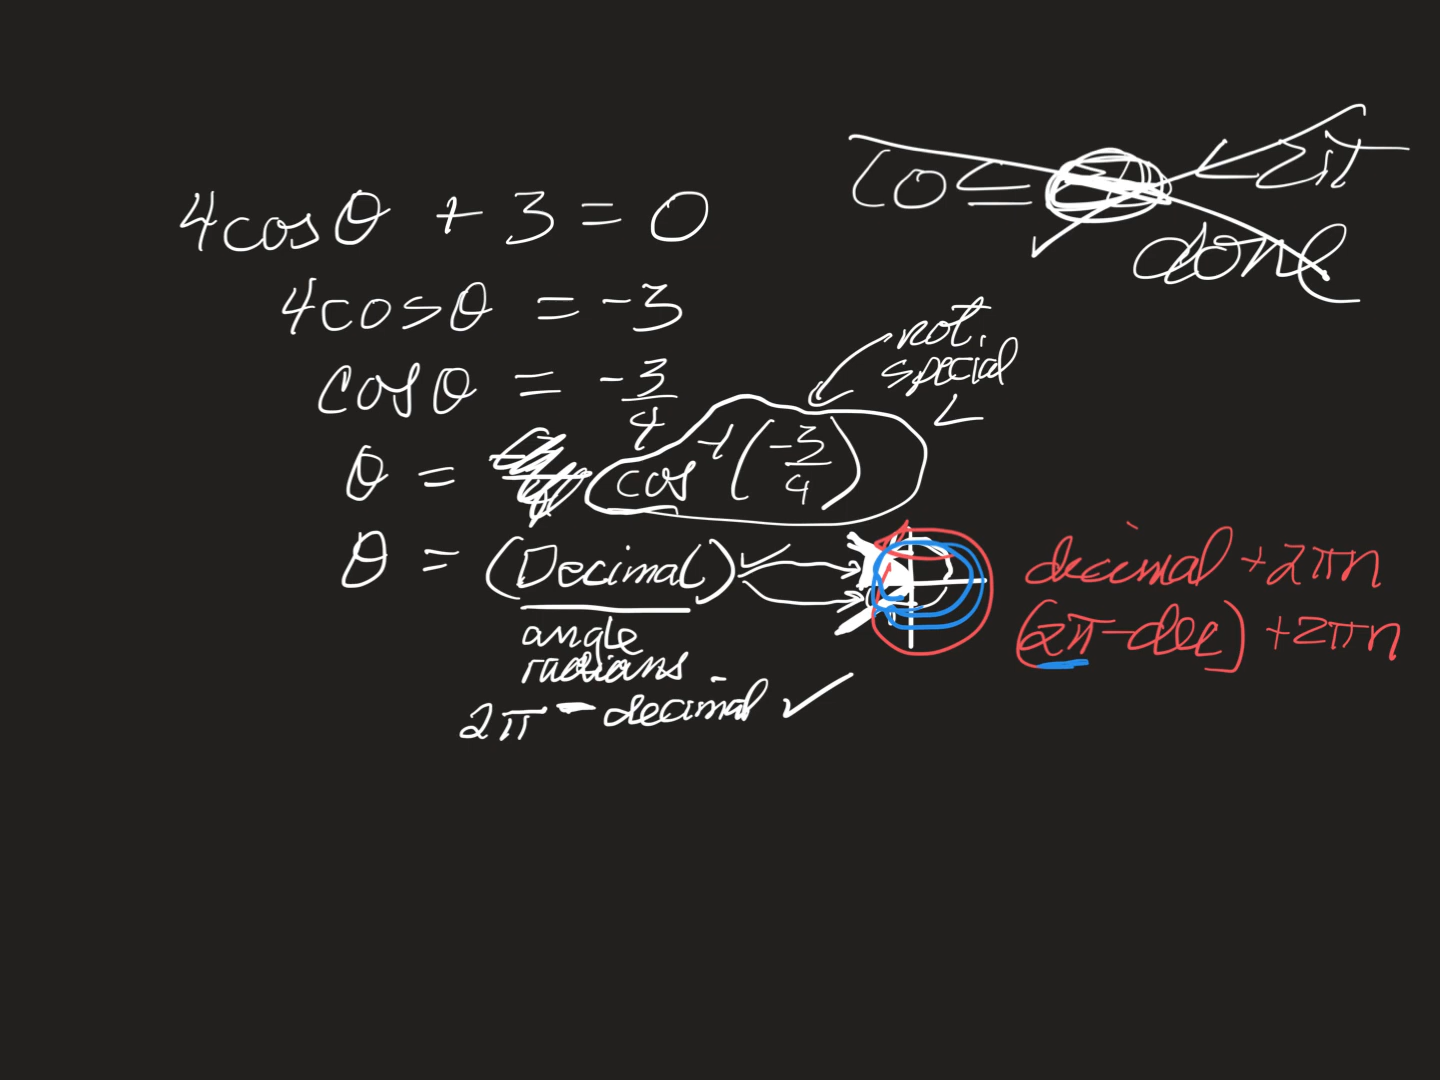 4cosθ + 3 = 0
4cosθ = -3
cosθ = -3/4
θ = cos⁻¹(-3/4)
not special
θ = (Decimal)
angle
radians
2π - decimal ✓
decimal + 2πn
(2π - dec) + 2πn
< 2π
done